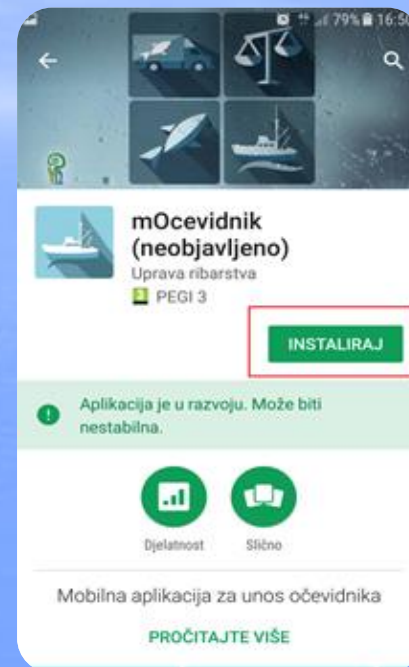 79% 16:50
mOcevidnik
(neobjavljeno)
Uprava ribarstva
3 PEGI 3
INSTALIRAJ
Aplikacija je u razvoju. Može biti
nestabilna.
Djelatnost Slično
Mobilna aplikacija za unos očevidnika
PROČITAJTE VIŠE